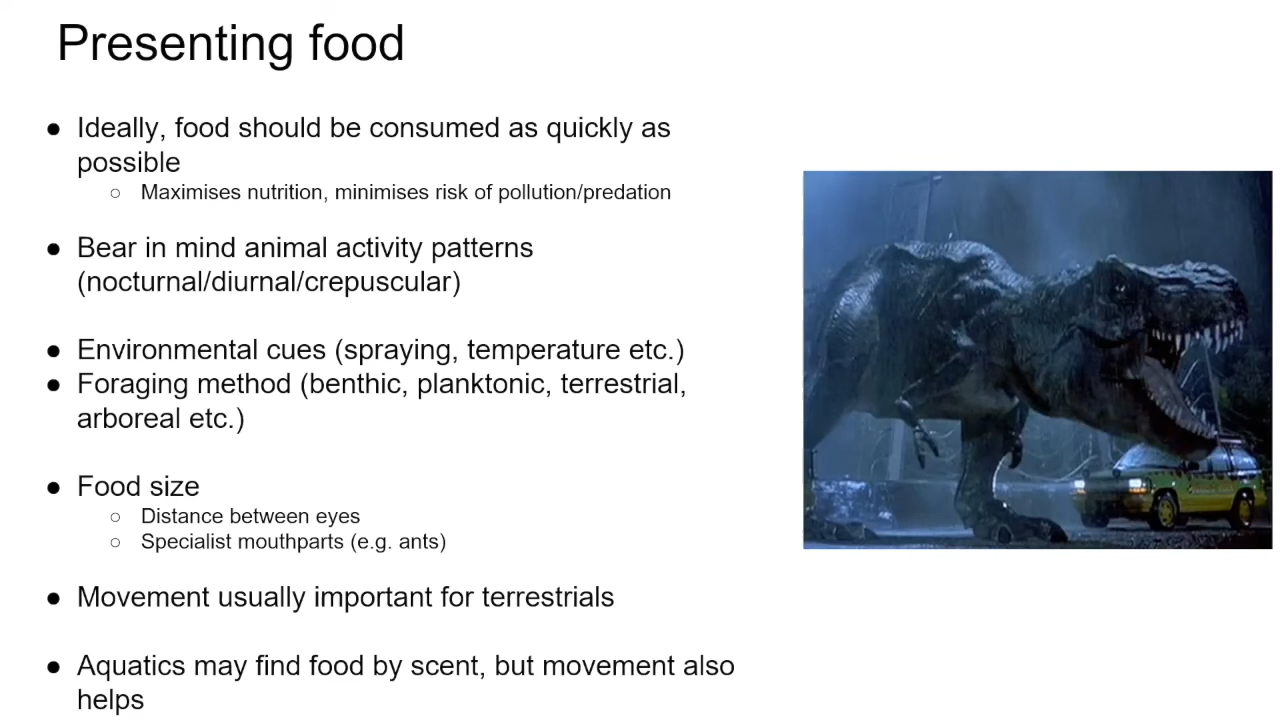 Presenting food
● Ideally, food should be consumed as quickly as
possible
○ Maximises nutrition, minimises risk of pollution/predation
● Bear in mind animal activity patterns
(nocturnal/diurnal/crepuscular)
● Environmental cues (spraying, temperature etc.)
● Foraging method (benthic, planktonic, terrestrial,
arboreal etc.)
● Food size
○ Distance between eyes
○ Specialist mouthparts (e.g. ants)
● Movement usually important for terrestrials
● Aquatics may find food by scent, but movement also
helps